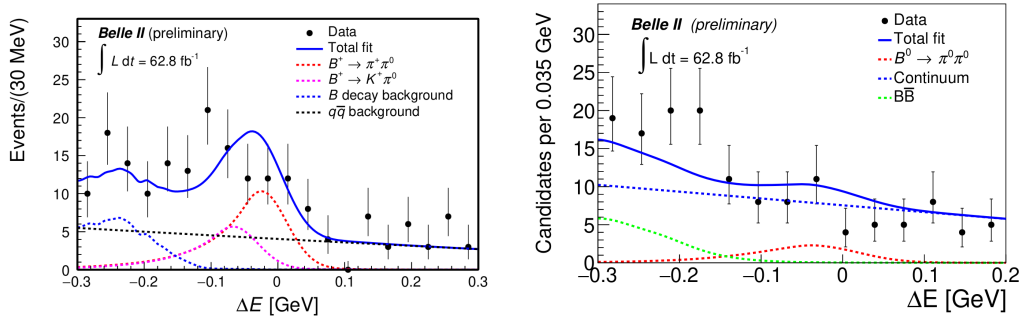 Events/(30 MeV)
30
25
20
15
10
5
0
Belle II (preliminary)
∫ L dt = 62.8 fb⁻¹
Data
Total fit
B⁺ → π⁺π⁰
B⁺ → K⁺π⁰
B decay background
qq̅ background
−0.3 −0.2 −0.1 0 0.1 0.2 0.3
ΔE [GeV]
Candidates per 0.035 GeV
30
25
20
15
10
5
0
Belle II (preliminary)
∫ L dt = 62.8 fb⁻¹
Data
Total fit
B⁰ → π⁰π⁰
Continuum
BB̅
−0.3 −0.2 −0.1 0 0.1 0.2
ΔE [GeV]